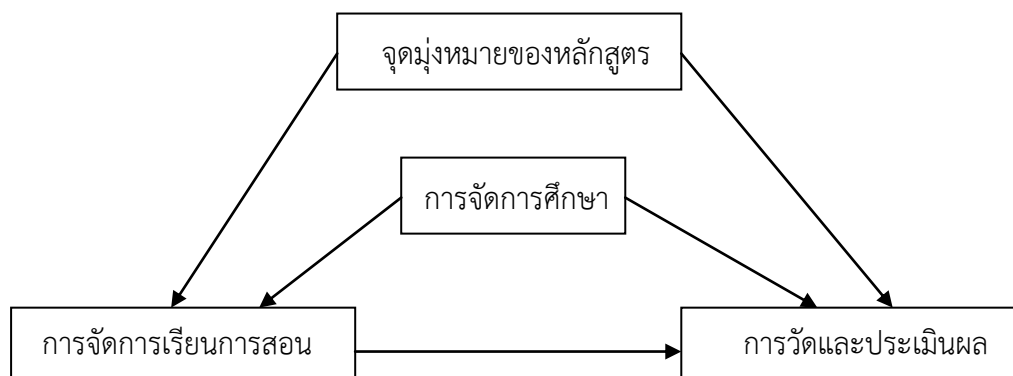 จุดมุ่งหมายของหลักสูตร
การจัดการศึกษา
การจัดการเรียนการสอน
การวัดและประเมินผล